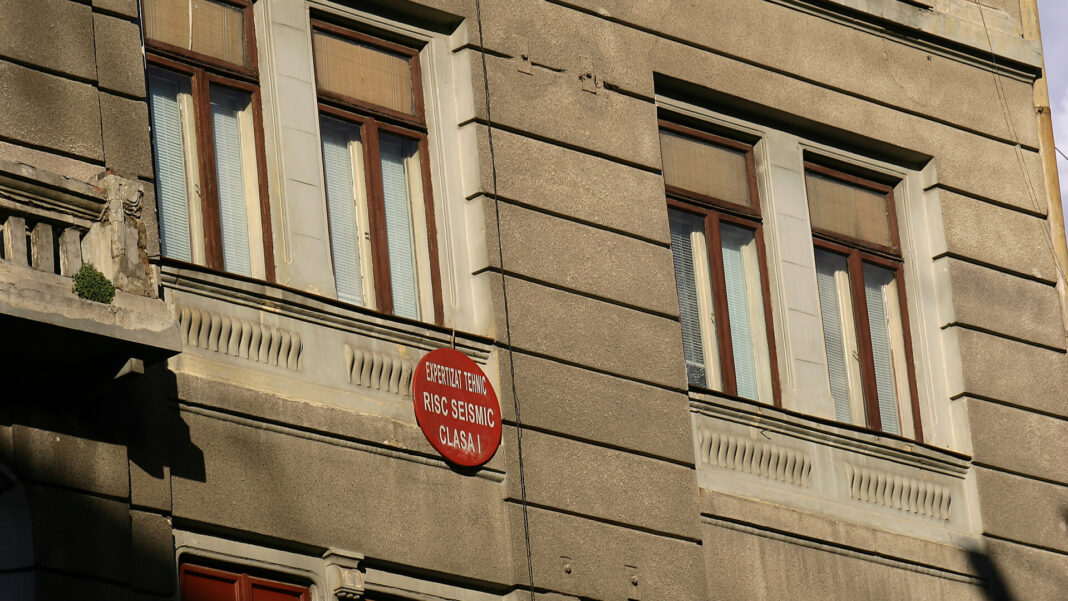 EXPERTIZAT TEHNIC
RISC SEISMIC
CLASA I